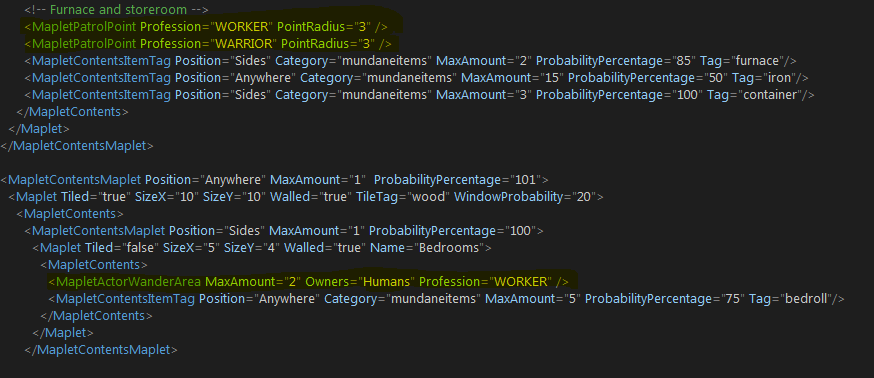 <!-- Furnace and storeroom -->
<MapletPatrolPoint Profession="WORKER" PointRadius="3" />
<MapletPatrolPoint Profession="WARRIOR" PointRadius="3" />
<MapletContentsItemTag Position="Sides" Category="mundaneitems" MaxAmount="2" ProbabilityPercentage="85" Tag="furnace"/>
<MapletContentsItemTag Position="Anywhere" Category="mundaneitems" MaxAmount="15" ProbabilityPercentage="50" Tag="iron"/>
<MapletContentsItemTag Position="Sides" Category="mundaneitems" MaxAmount="3" ProbabilityPercentage="100" Tag="container"/>
</MapletContents>
</Maplet>
</MapletContentsMaplet>
<MapletContentsMaplet Position="Anywhere" MaxAmount="1"  ProbabilityPercentage="101">
<Maplet Tiled="true" SizeX="10" SizeY="10" Walled="true" TileTag="wood" WindowProbability="20">
<MapletContents>
<MapletContentsMaplet Position="Sides" MaxAmount="1" ProbabilityPercentage="100">
<Maplet Tiled="false" SizeX="5" SizeY="4" Walled="true" Name="Bedrooms">
<MapletContents>
<MapletActorWanderArea MaxAmount="2" Owners="Humans" Profession="WORKER" />
<MapletContentsItemTag Position="Anywhere" Category="mundaneitems" MaxAmount="5" ProbabilityPercentage="75" Tag="bedroll"/>
</MapletContents>
</Maplet>
</MapletContentsMaplet>